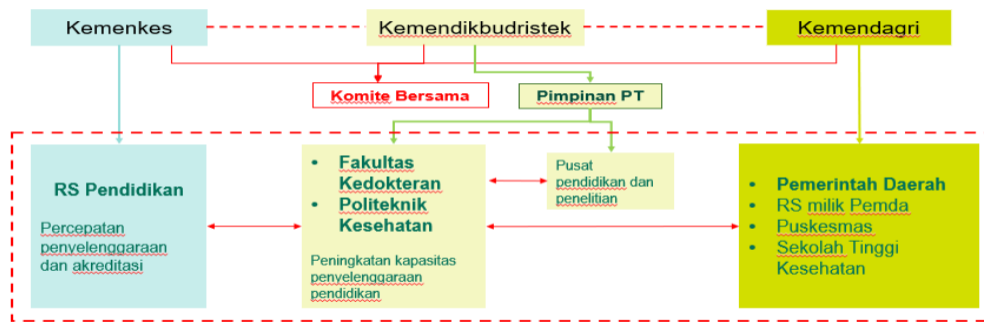 Kemenkes
Kemendikbudristek
Kemendagri
Komite Bersama
Pimpinan PT
RS Pendidikan
Percepatan
penyelenggaraan
dan akreditasi
• Fakultas
Kedokteran
• Politeknik
Kesehatan
Peningkatan kapasitas
penyelenggaraan
pendidikan
Pusat
pendidikan dan
penelitian
• Pemerintah Daerah
• RS milik Pemda
• Puskesmas
• Sekolah Tinggi
Kesehatan